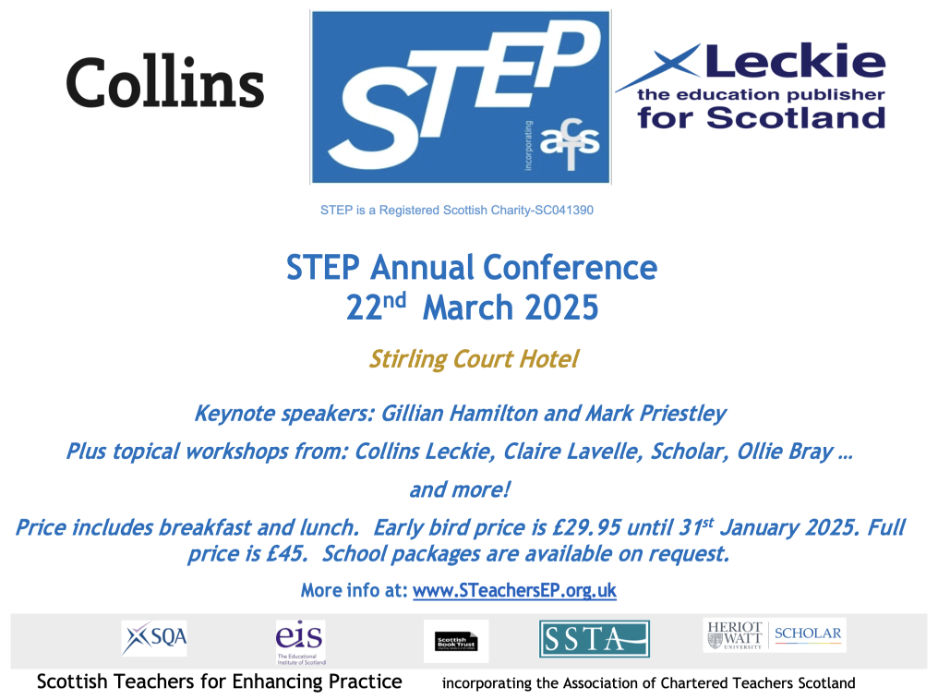 Collins
STEP
incorporating
acts
Leckie
the education publisher
for Scotland
STEP is a Registered Scottish Charity-SC041390
STEP Annual Conference
22nd March 2025
Stirling Court Hotel
Keynote speakers: Gillian Hamilton and Mark Priestley
Plus topical workshops from: Collins Leckie, Claire Lavelle, Scholar, Ollie Bray …
and more!
Price includes breakfast and lunch. Early bird price is £29.95 until 31st January 2025. Full
price is £45. School packages are available on request.
More info at: www.STeachersEP.org.uk
SQA
eis
The Educational
Institute of Scotland
Scottish
Book Trust
SSTA
HERIOT
WATT
UNIVERSITY
SCHOLAR
Scottish Teachers for Enhancing Practice incorporating the Association of Chartered Teachers Scotland